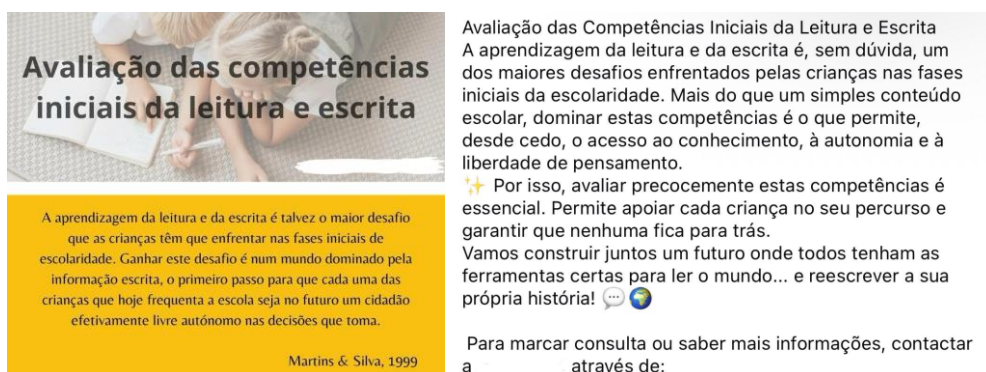 Avaliação das competências
iniciais da leitura e escrita
A aprendizagem da leitura e da escrita é talvez o maior desafio
que as crianças têm que enfrentar nas fases iniciais de
escolaridade. Ganhar este desafio é num mundo dominado pela
informação escrita, o primeiro passo para que cada uma das
crianças que hoje frequenta a escola seja no futuro um cidadão
efetivamente livre autónomo nas decisões que toma.
Martins & Silva, 1999
Avaliação das Competências Iniciais da Leitura e Escrita
A aprendizagem da leitura e da escrita é, sem dúvida, um
dos maiores desafios enfrentados pelas crianças nas fases
iniciais da escolaridade. Mais do que um simples conteúdo
escolar, dominar estas competências é o que permite,
desde cedo, o acesso ao conhecimento, à autonomia e à
liberdade de pensamento.
✨ Por isso, avaliar precocemente estas competências é
essencial. Permite apoiar cada criança no seu percurso e
garantir que nenhuma fica para trás.
Vamos construir juntos um futuro onde todos tenham as
ferramentas certas para ler o mundo... e reescrever a sua
própria história! 💬🌍
Para marcar consulta ou saber mais informações, contactar
a através de: